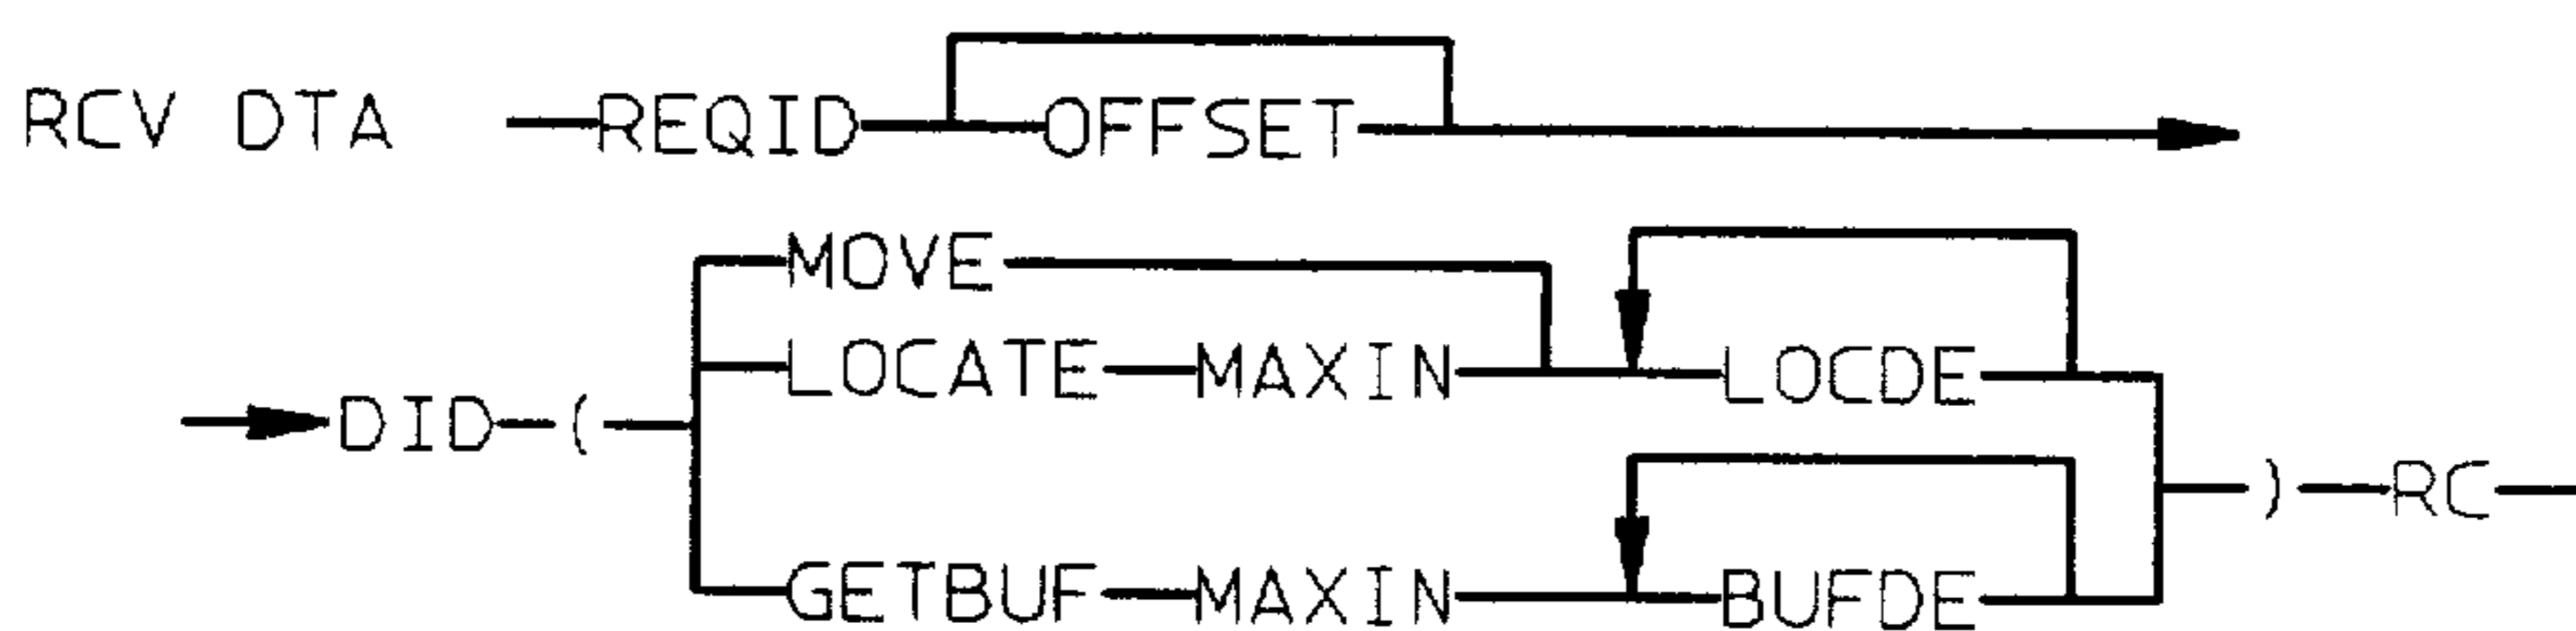 RCV DTA REQID OFFSET
MOVE
LOCATE MAXIN LOCDE
DID (
) RC
GETBUF MAXIN BUFDE